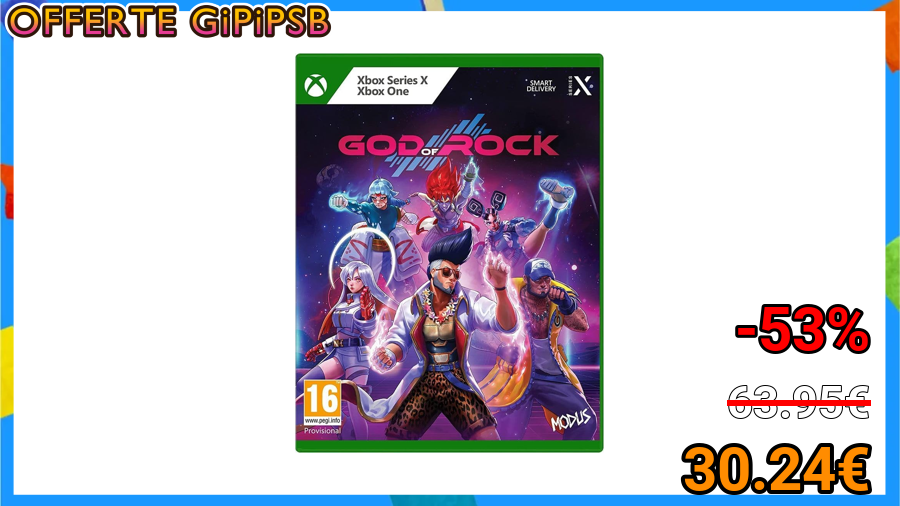 OFFERTE GiPiPSB
Xbox Series X
Xbox One
SMART
DELIVERY
SERIES
X
GOD OF ROCK
16
www.pegi.info
Provisional
MODUS
-53%
63.95€
30.24€